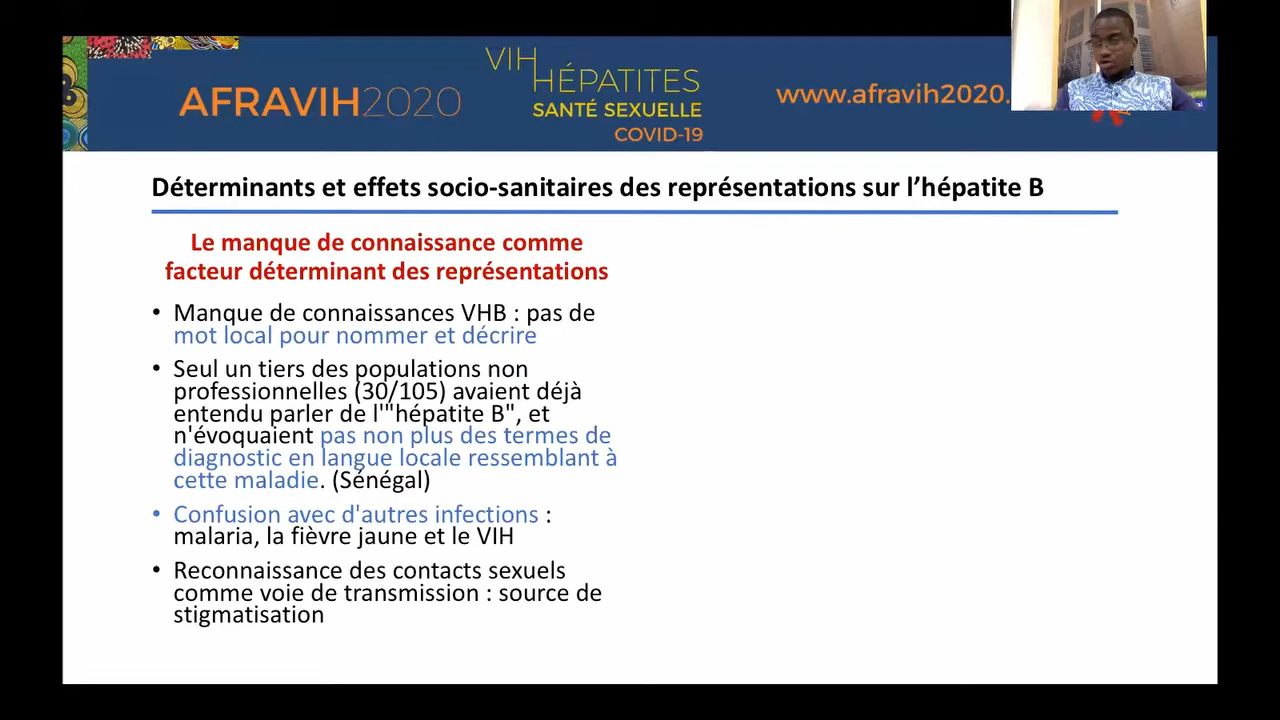 VIH
HÉPATITES
AFRAVIH2020
SANTÉ SEXUELLE
COVID-19
www.afravih2020.
Déterminants et effets socio-sanitaires des représentations sur l’hépatite B
Le manque de connaissance comme
facteur déterminant des représentations
• Manque de connaissances VHB : pas de
mot local pour nommer et décrire
• Seul un tiers des populations non
professionnelles (30/105) avaient déjà
entendu parler de l'"hépatite B", et
n'évoquaient pas non plus des termes de
diagnostic en langue locale ressemblant à
cette maladie. (Sénégal)
• Confusion avec d'autres infections :
malaria, la fièvre jaune et le VIH
• Reconnaissance des contacts sexuels
comme voie de transmission : source de
stigmatisation